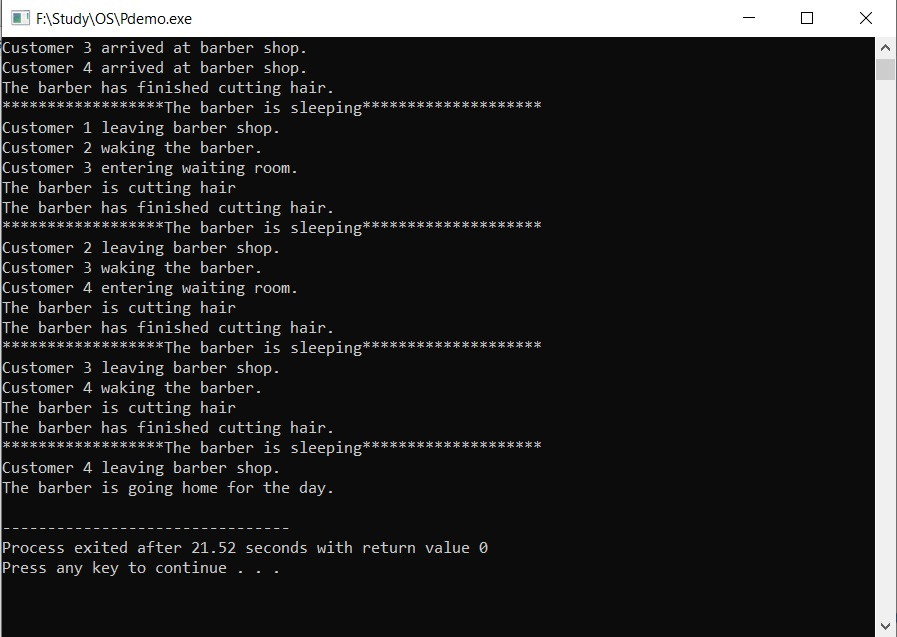 F:\Study\OS\Pdemo.exe
Customer 3 arrived at barber shop.
Customer 4 arrived at barber shop.
The barber has finished cutting hair.
******************The barber is sleeping********************
Customer 1 leaving barber shop.
Customer 2 waking the barber.
Customer 3 entering waiting room.
The barber is cutting hair
The barber has finished cutting hair.
******************The barber is sleeping********************
Customer 2 leaving barber shop.
Customer 3 waking the barber.
Customer 4 entering waiting room.
The barber is cutting hair
The barber has finished cutting hair.
******************The barber is sleeping********************
Customer 3 leaving barber shop.
Customer 4 waking the barber.
The barber is cutting hair
The barber has finished cutting hair.
******************The barber is sleeping********************
Customer 4 leaving barber shop.
The barber is going home for the day.
--------------------------------
Process exited after 21.52 seconds with return value 0
Press any key to continue . . .